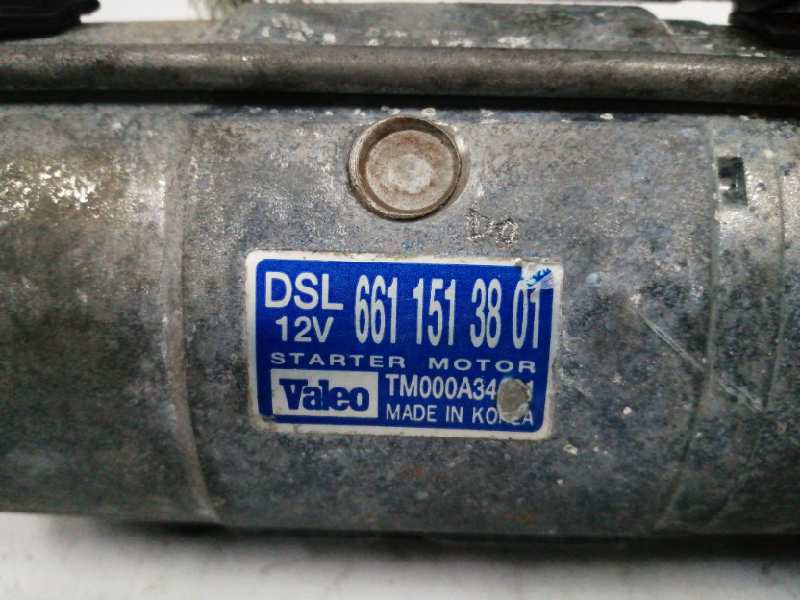 DSL 661 151 38 01
12V
STARTER MOTOR
Valeo
MADE IN KOREA